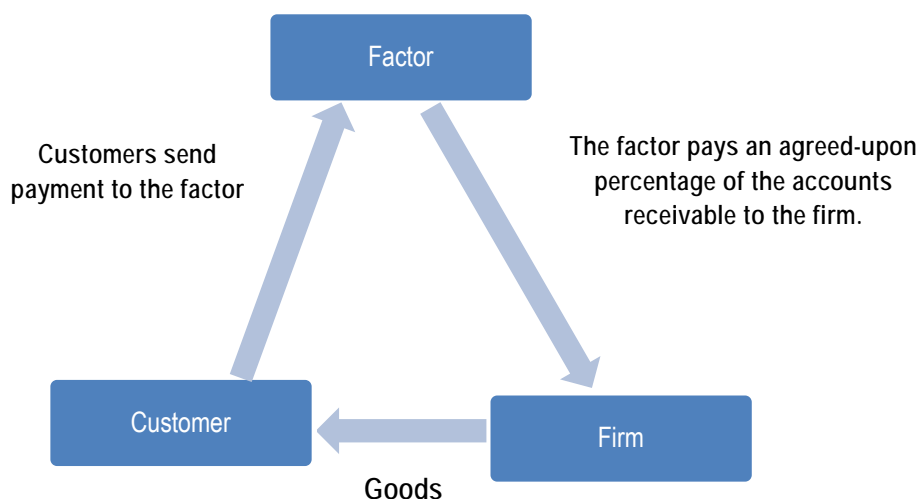 Factor
Customers send
payment to the factor
The factor pays an agreed-upon
percentage of the accounts
receivable to the firm.
Customer
Firm
Goods